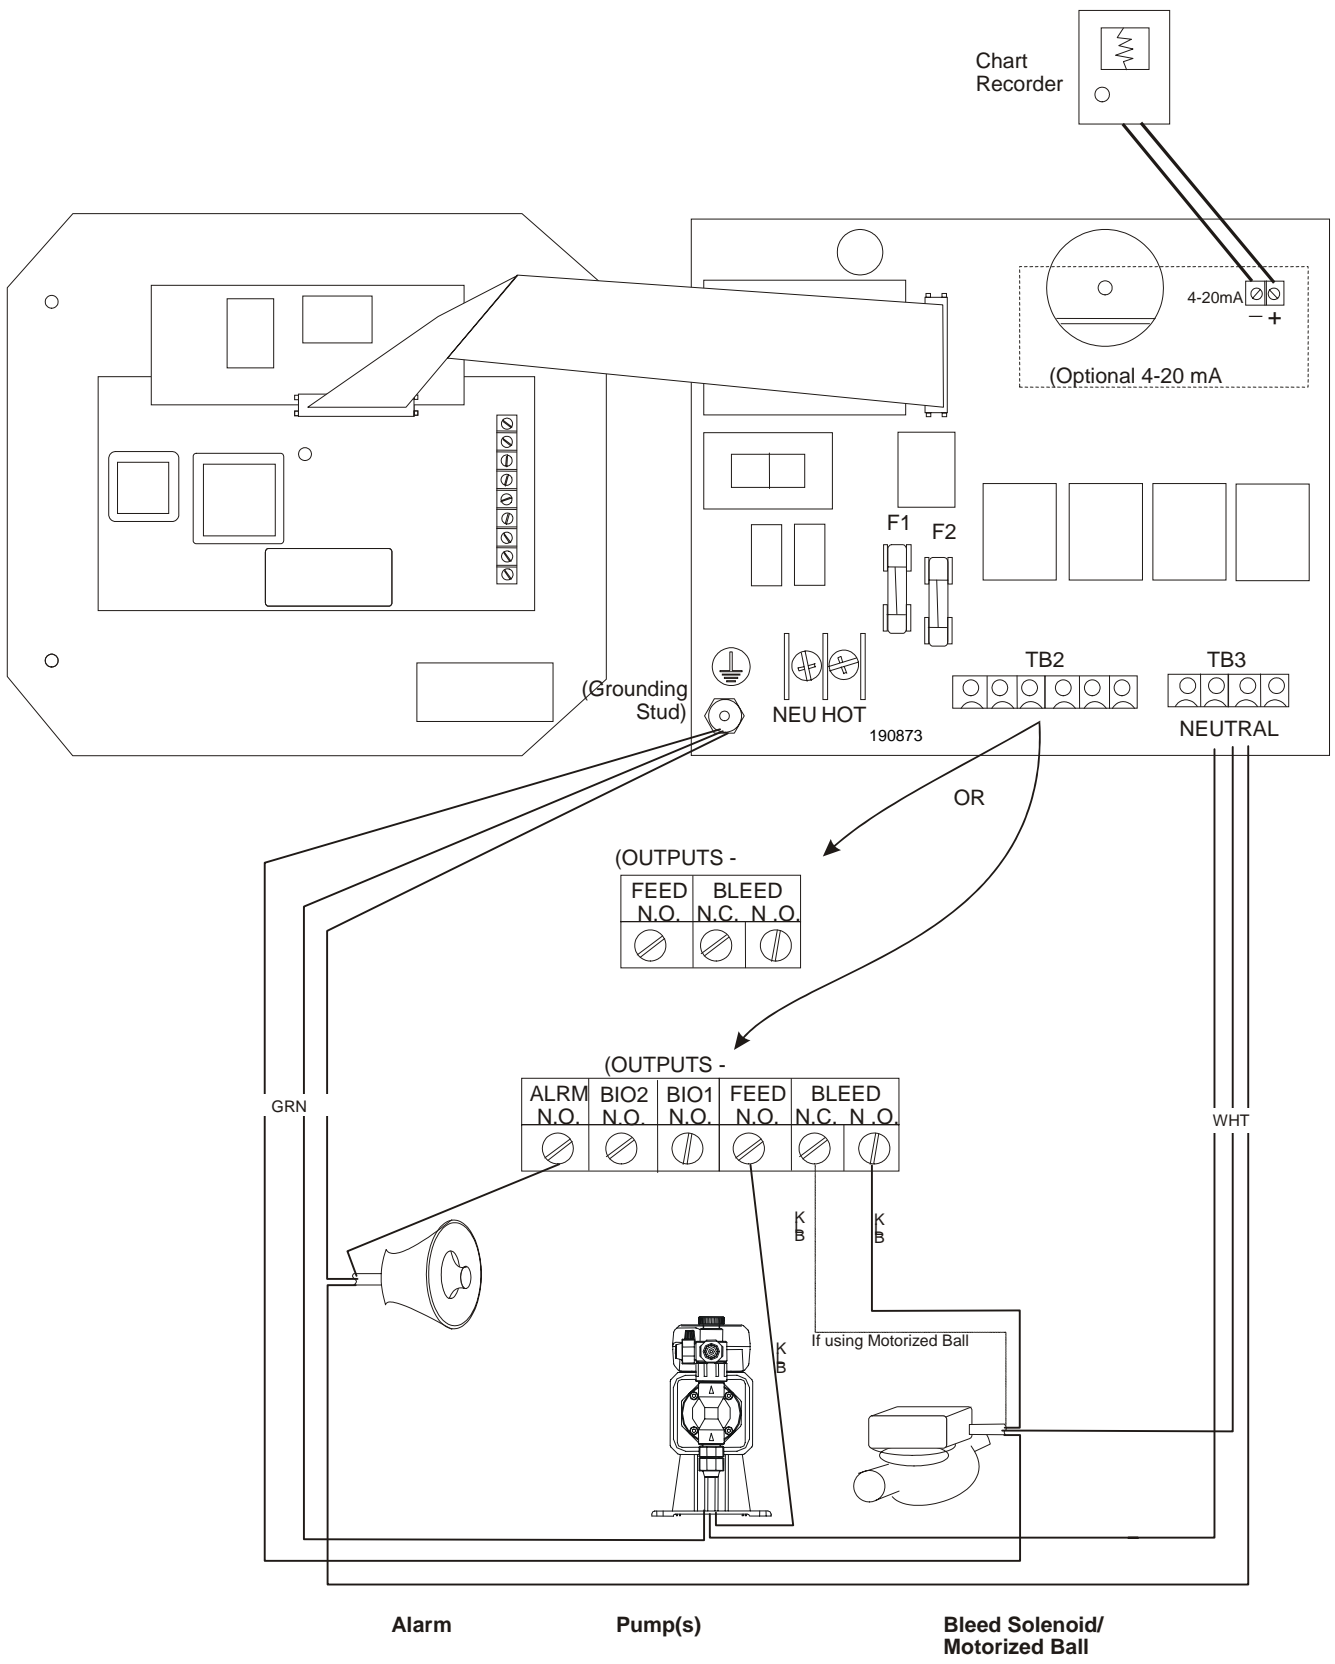 Chart
Recorder
4-20mA
– +
(Optional 4-20 mA
F1
F2
TB2
TB3
(Grounding
Stud)
NEU HOT
190873
NEUTRAL
OR
(OUTPUTS -
FEED BLEED
N.O. N.C. N .O.
(OUTPUTS -
ALRM BIO2 BIO1 FEED BLEED
N.O. N.O. N.O. N.O. N.C. N .O.
GRN
WHT
K
B
K
B
If using Motorized Ball
K
B
Alarm
Pump(s)
Bleed Solenoid/
Motorized Ball